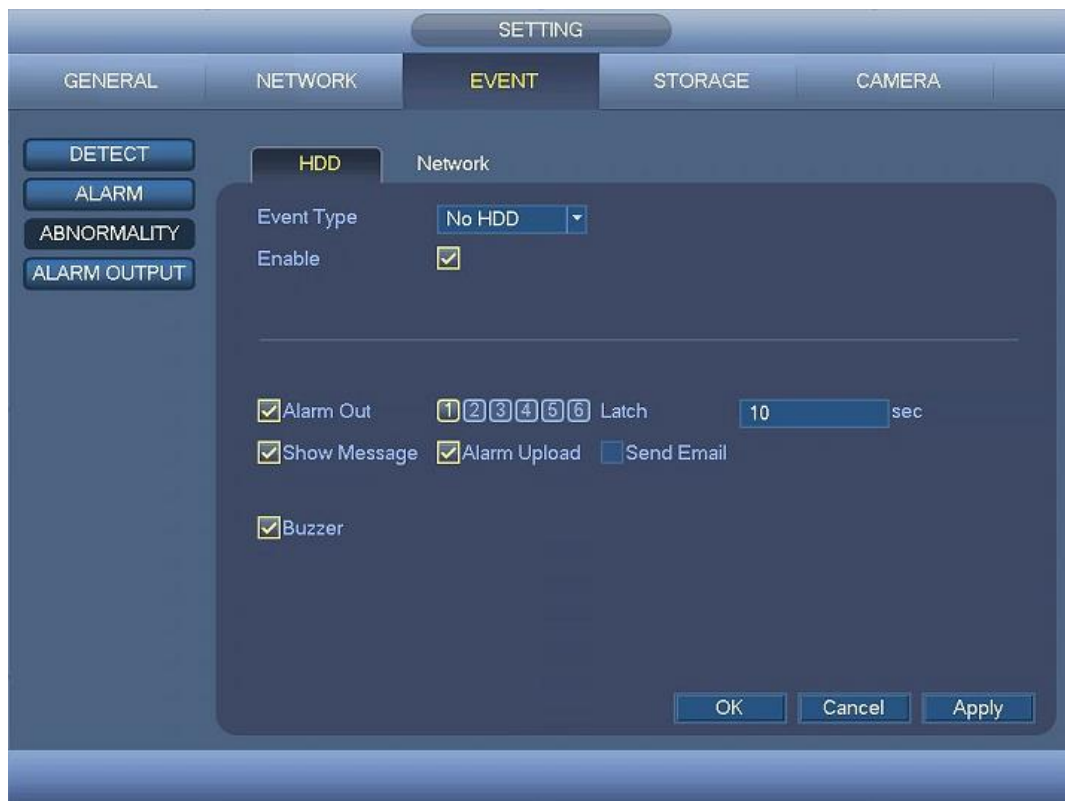 SETTING
GENERAL NETWORK EVENT STORAGE CAMERA
DETECT
ALARM
ABNORMALITY
ALARM OUTPUT
HDD Network
Event Type No HDD
Enable
Alarm Out 1 2 3 4 5 6 Latch 10 sec
Show Message Alarm Upload Send Email
Buzzer
OK Cancel Apply